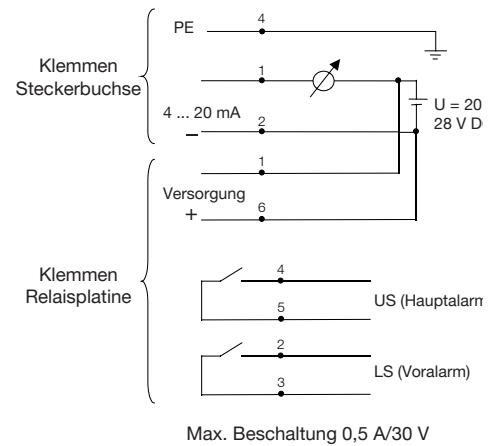 PE 4
Klemmen
Steckerbuchse
1
4 ... 20 mA
– 2
U = 20
28 V D
1
Versorgung
+ 6
Klemmen
Relaisplatine
4
5
US (Hauptalarm
2
3
LS (Voralarm)
Max. Beschaltung 0,5 A/30 V